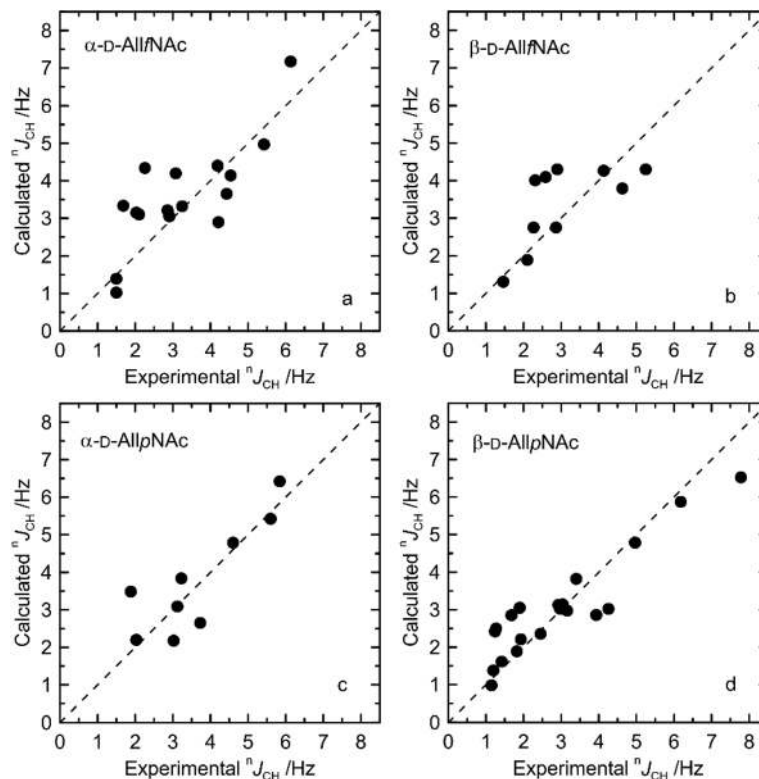 α-D-AllfNAc
Calculated ⁿJCH /Hz
8
7
6
5
4
3
2
1
0
0 1 2 3 4 5 6 7 8
Experimental ⁿJCH /Hz
a
β-D-AllfNAc
Calculated ⁿJCH /Hz
8
7
6
5
4
3
2
1
0
0 1 2 3 4 5 6 7 8
Experimental ⁿJCH /Hz
b
α-D-AllpNAc
Calculated ⁿJCH /Hz
8
7
6
5
4
3
2
1
0
0 1 2 3 4 5 6 7 8
Experimental ⁿJCH /Hz
c
β-D-AllpNAc
Calculated ⁿJCH /Hz
8
7
6
5
4
3
2
1
0
0 1 2 3 4 5 6 7 8
Experimental ⁿJCH /Hz
d